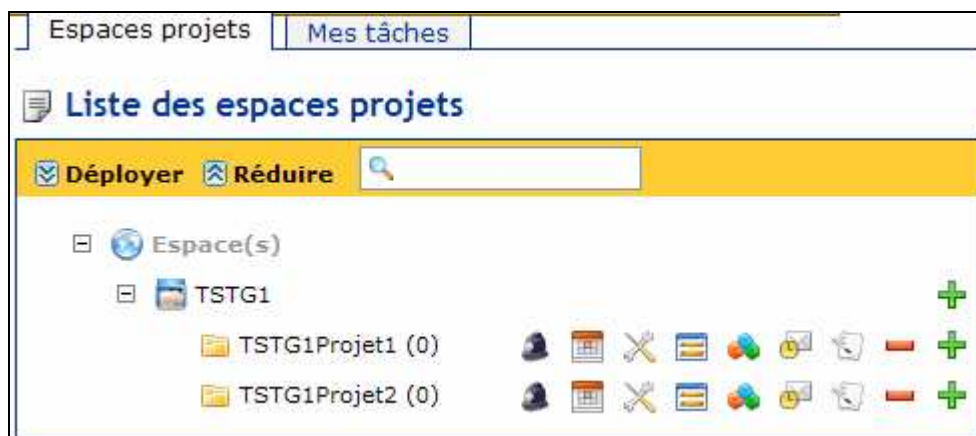 Espaces projets Mes tâches
Liste des espaces projets
Déployer Réduire
Espace(s)
TSTG1
TSTG1Projet1 (0)
TSTG1Projet2 (0)